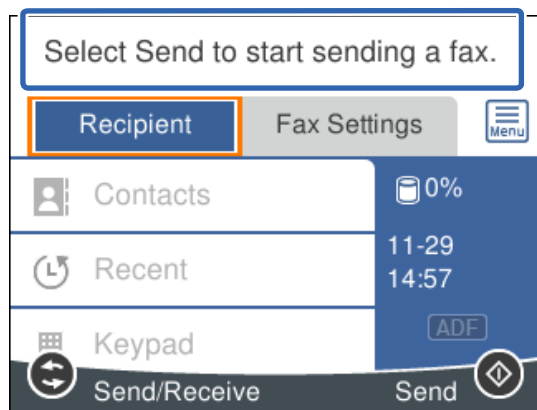 Select Send to start sending a fax.
Recipient
Fax Settings
Menu
Contacts
0%
Recent
11-29
14:57
Keypad
ADF
Send/Receive
Send